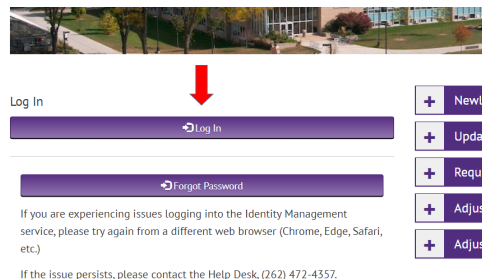 Log In
Log In
Forgot Password
If you are experiencing issues logging into the Identity Management
service, please try again from a different web browser (Chrome, Edge, Safari,
etc.)
If the issue persists, please contact the Help Desk, (262) 472-4357.
+ Newl
+ Upda
+ Requ
+ Adjus
+ Adjus